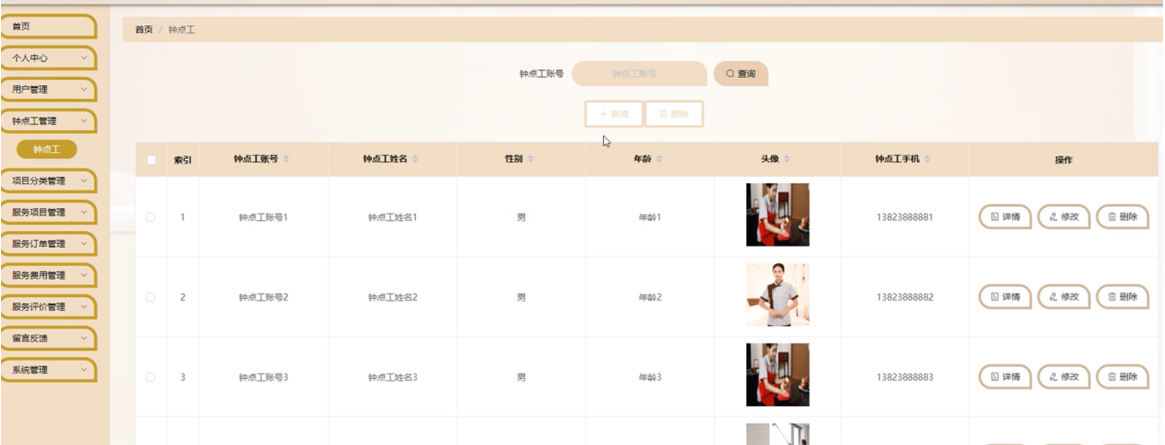 首页
个人中心
用户管理
钟点工管理
钟点工
项目分类管理
服务项目管理
服务订单管理
服务费用管理
服务评价管理
留言反馈
系统管理
首页 / 钟点工
钟点工账号 钟点工账号 查询
+ 新增 删除
索引 钟点工账号 钟点工姓名 性别 年龄 头像 钟点工手机 操作
1 钟点工账号1 钟点工姓名1 男 年龄1 13823888881 详情 修改 删除
2 钟点工账号2 钟点工姓名2 男 年龄2 13823888882 详情 修改 删除
3 钟点工账号3 钟点工姓名3 男 年龄3 13823888883 详情 修改 删除